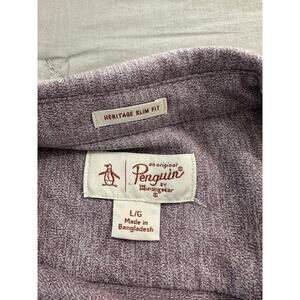 HERITAGE SLIM FIT
an original
Penguin®
BY
Munsingwear
®
L/G
Made in
Bangladesh